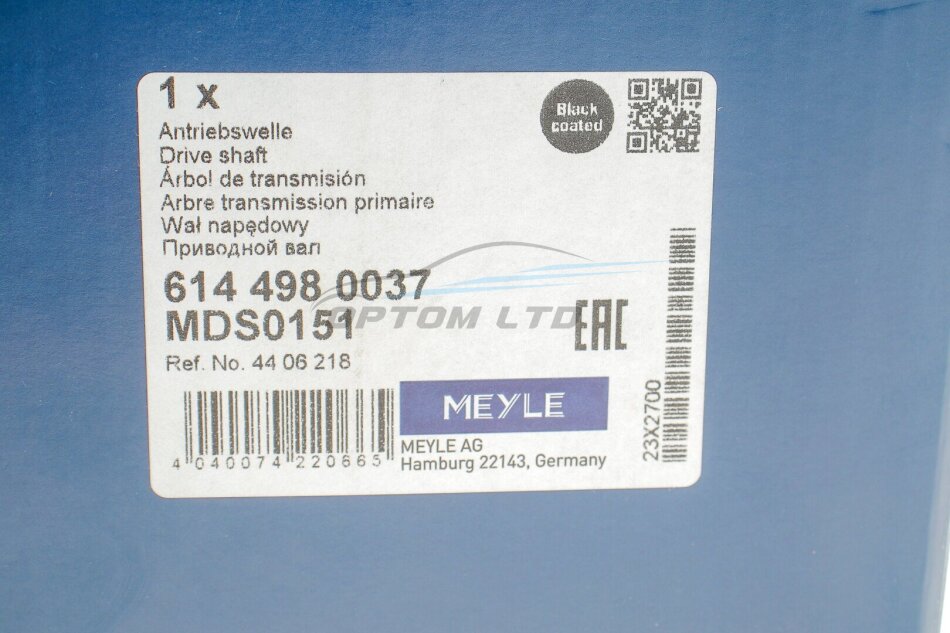 1 x
Black
coated
Antriebswelle
Drive shaft
Árbol de transmisión
Arbre transmission primaire
Wał napędowy
Приводной вал
614 498 0037
MDS0151
OPTOM LTD
EAC
Ref. No. 44 06 218
MEYLE
MEYLE AG
Hamburg 22143, Germany
4 040074 220665
23X2700